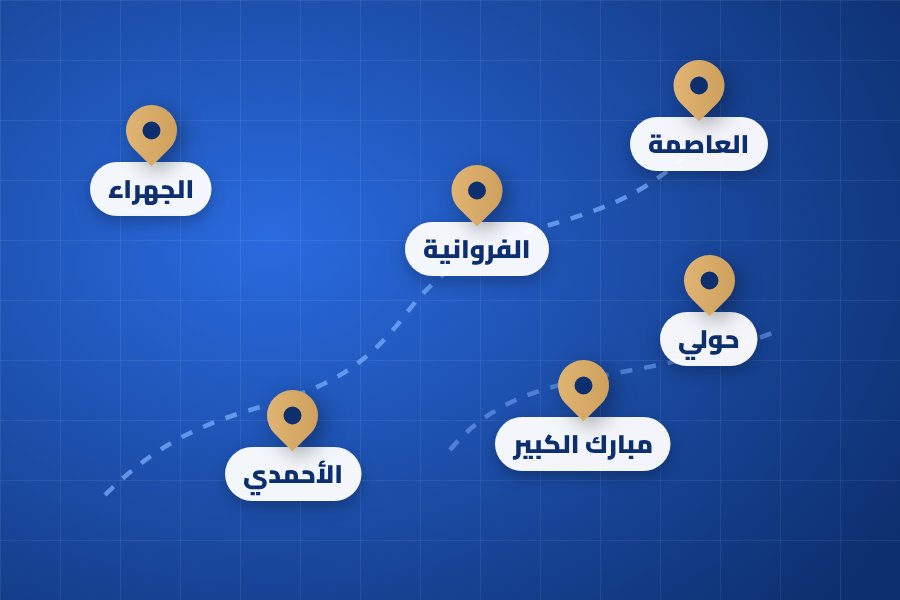 العاصمة
الجهراء
الفروانية
حولي
مبارك الكبير
الأحمدي